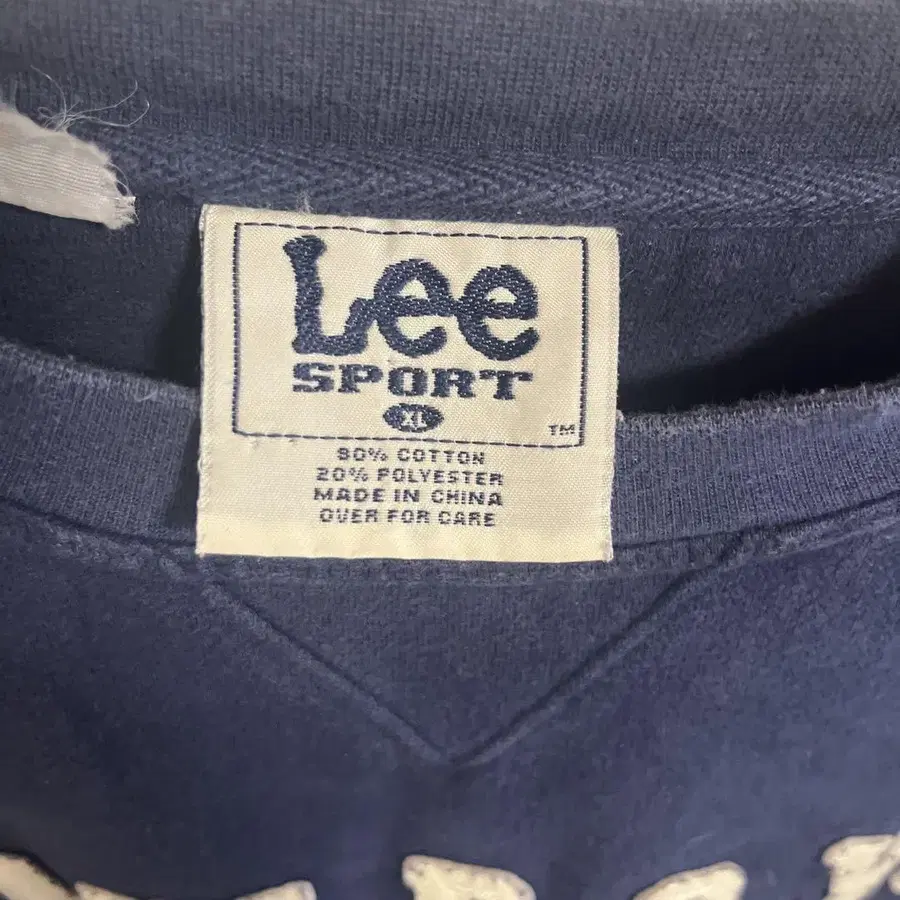 Lee
SPORT
XL
TM
80% COTTON
20% POLYESTER
MADE IN CHINA
OVER FOR CARE